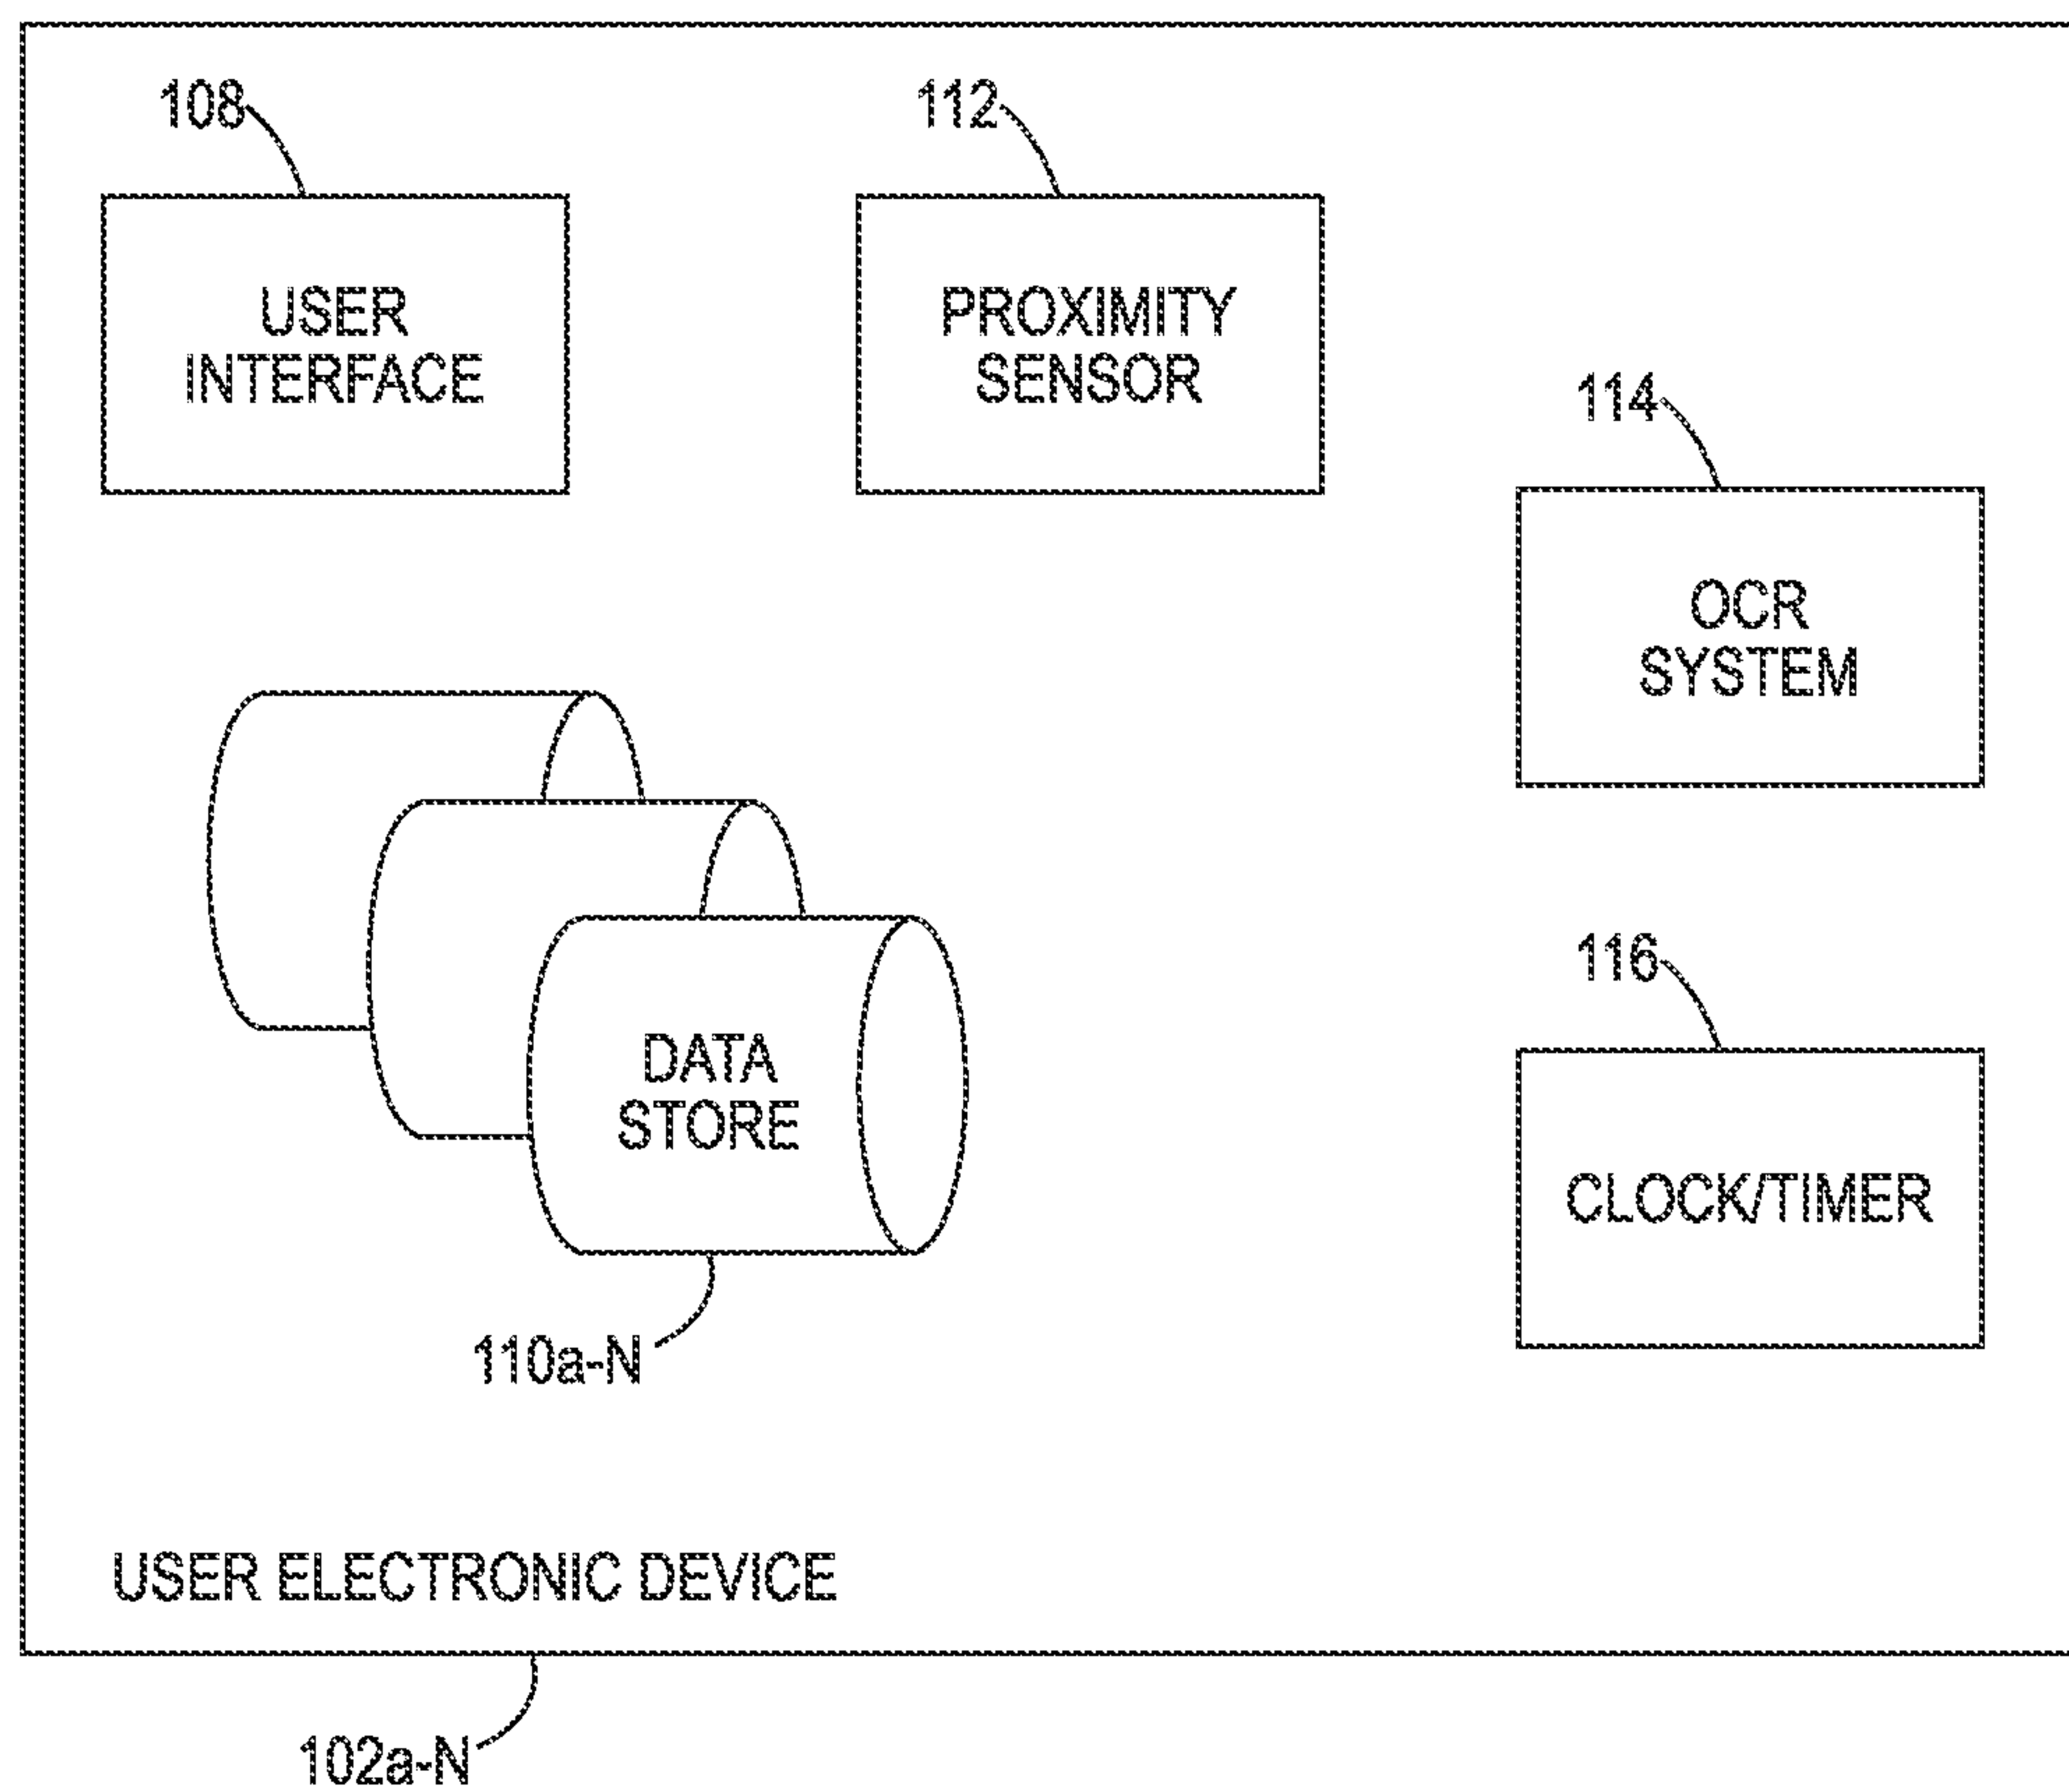 108
USER
INTERFACE
112
PROXIMITY
SENSOR
114
OCR
SYSTEM
DATA
STORE
110a-N
116
CLOCK/TIMER
USER ELECTRONIC DEVICE
102a-N